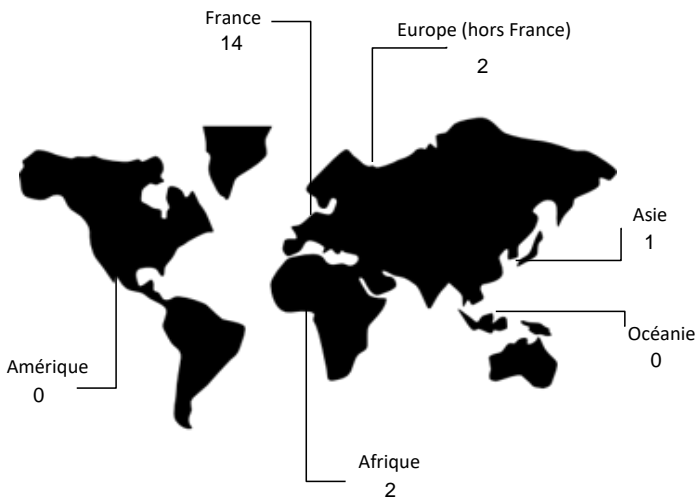 France
14
Europe (hors France)
2
Asie
1
Océanie
0
Amérique
0
Afrique
2